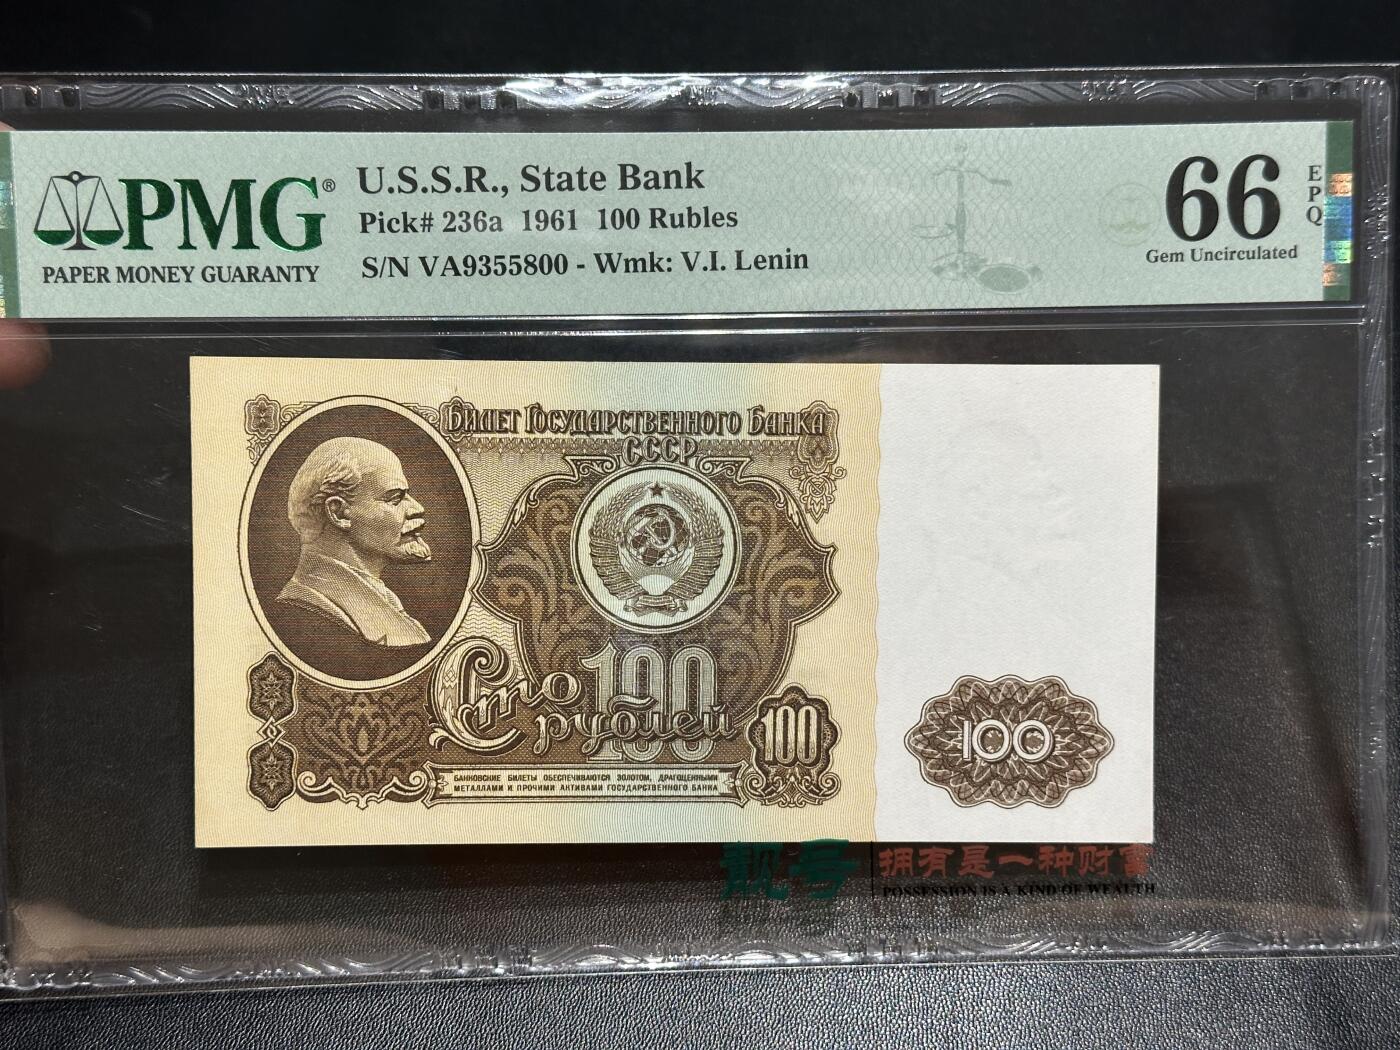 PMG®
PAPER MONEY GUARANTY
U.S.S.R., State Bank
Pick# 236a 1961 100 Rubles
S/N VA9355800 - Wmk: V.I. Lenin
66
EPQ
Gem Uncirculated
Билет Государственного Банка
СССР
100
Сто
рублей
100
100
БАНКОВСКИЕ БИЛЕТЫ ОБЕСПЕЧИВАЮТСЯ ЗОЛОТОМ, ДРАГОЦЕННЫМИ
МЕТАЛЛАМИ И ПРОЧИМИ АКТИВАМИ ГОСУДАРСТВЕННОГО БАНКА
靓号
拥有是一种财富
POSSESSION IS A KIND OF WEALTH